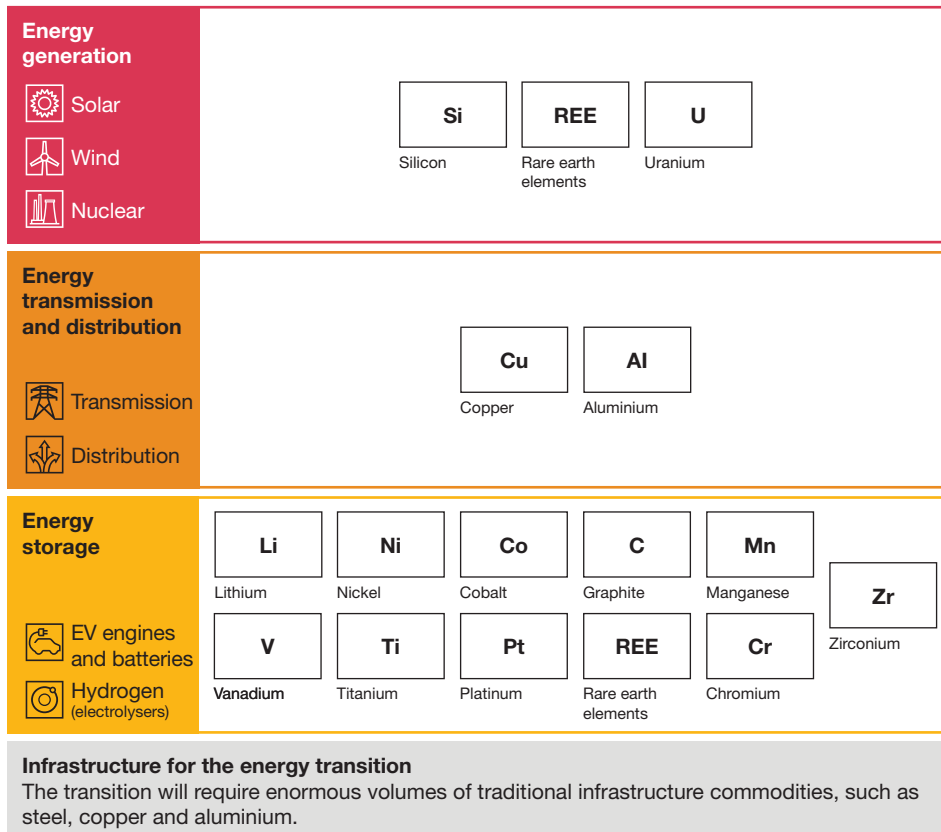 Energy
generation
Solar
Wind
Nuclear
Si
REE
U
Silicon
Rare earth
elements
Uranium
Energy
transmission
and distribution
Transmission
Distribution
Cu
Al
Copper
Aluminium
Energy
storage
EV engines
and batteries
Hydrogen
(electrolysers)
Li
Ni
Co
C
Mn
Lithium
Nickel
Cobalt
Graphite
Manganese
Zr
Zirconium
V
Ti
Pt
REE
Cr
Vanadium
Titanium
Platinum
Rare earth
elements
Chromium
Infrastructure for the energy transition
The transition will require enormous volumes of traditional infrastructure commodities, such as
steel, copper and aluminium.